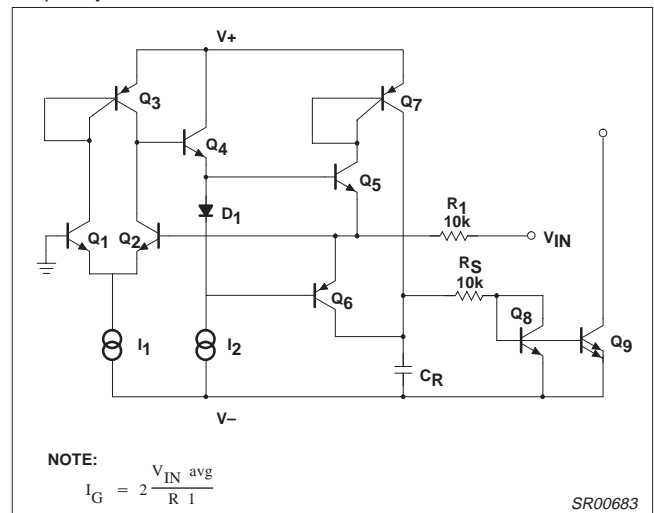 V+
Q3
Q7
Q4
Q5
D1
R1
10k
VIN
Q1
Q2
RS
10k
Q6
Q8
Q9
I1
I2
CR
V–
NOTE:
IG = 2 VIN avg
R 1
SR00683